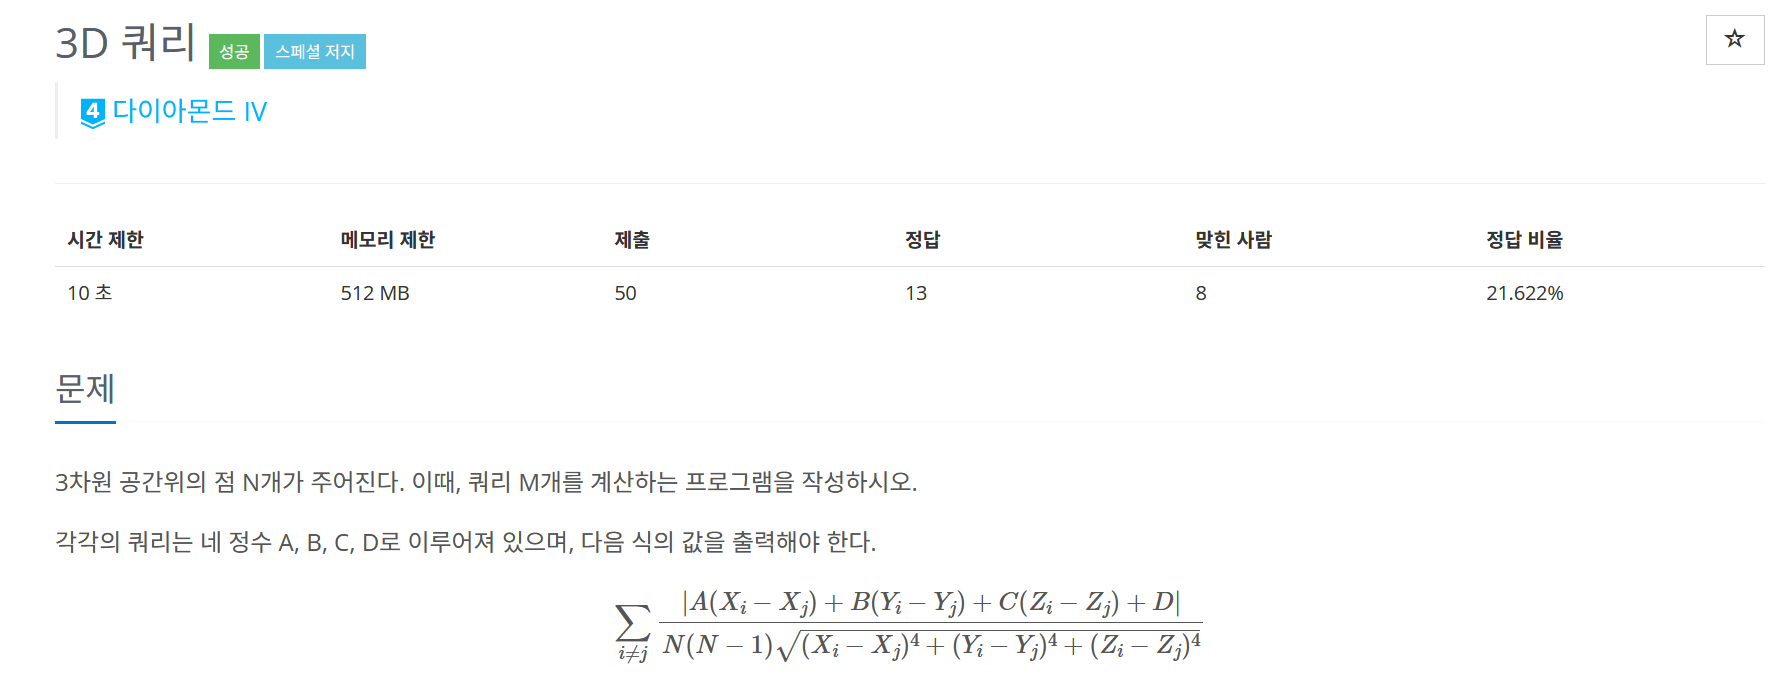 3D 쿼리 성공 스페셜 저지
4 다이아몬드 IV
시간 제한 메모리 제한 제출 정답 맞힌 사람 정답 비율
10 초 512 MB 50 13 8 21.622%
문제
3차원 공간위의 점 N개가 주어진다. 이때, 쿼리 M개를 계산하는 프로그램을 작성하시오.
각각의 쿼리는 네 정수 A, B, C, D로 이루어져 있으며, 다음 식의 값을 출력해야 한다.
\sum_{i \neq j} \frac{|A(X_i - X_j) + B(Y_i - Y_j) + C(Z_i - Z_j) + D|}{N(N - 1)\sqrt{(X_i - X_j)^4 + (Y_i - Y_j)^4 + (Z_i - Z_j)^4}}